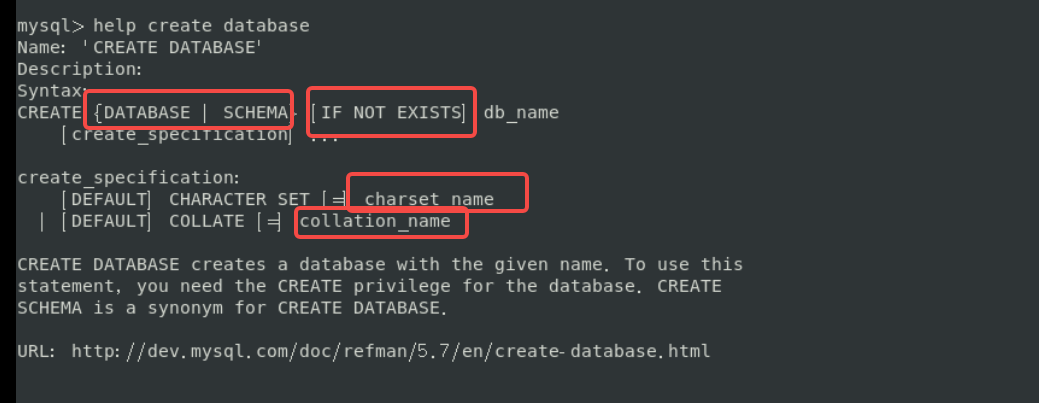 mysql> help create database
Name: 'CREATE DATABASE'
Description:
Syntax:
CREATE {DATABASE | SCHEMA} [IF NOT EXISTS] db_name
[create_specification] ...
create_specification:
[DEFAULT] CHARACTER SET [=] charset_name
| [DEFAULT] COLLATE [=] collation_name
CREATE DATABASE creates a database with the given name. To use this
statement, you need the CREATE privilege for the database. CREATE
SCHEMA is a synonym for CREATE DATABASE.
URL: http://dev.mysql.com/doc/refman/5.7/en/create-database.html